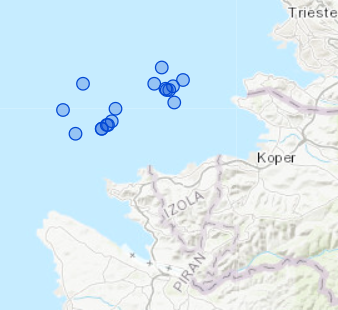 Trieste
Koper
IZOLA
PIRAN